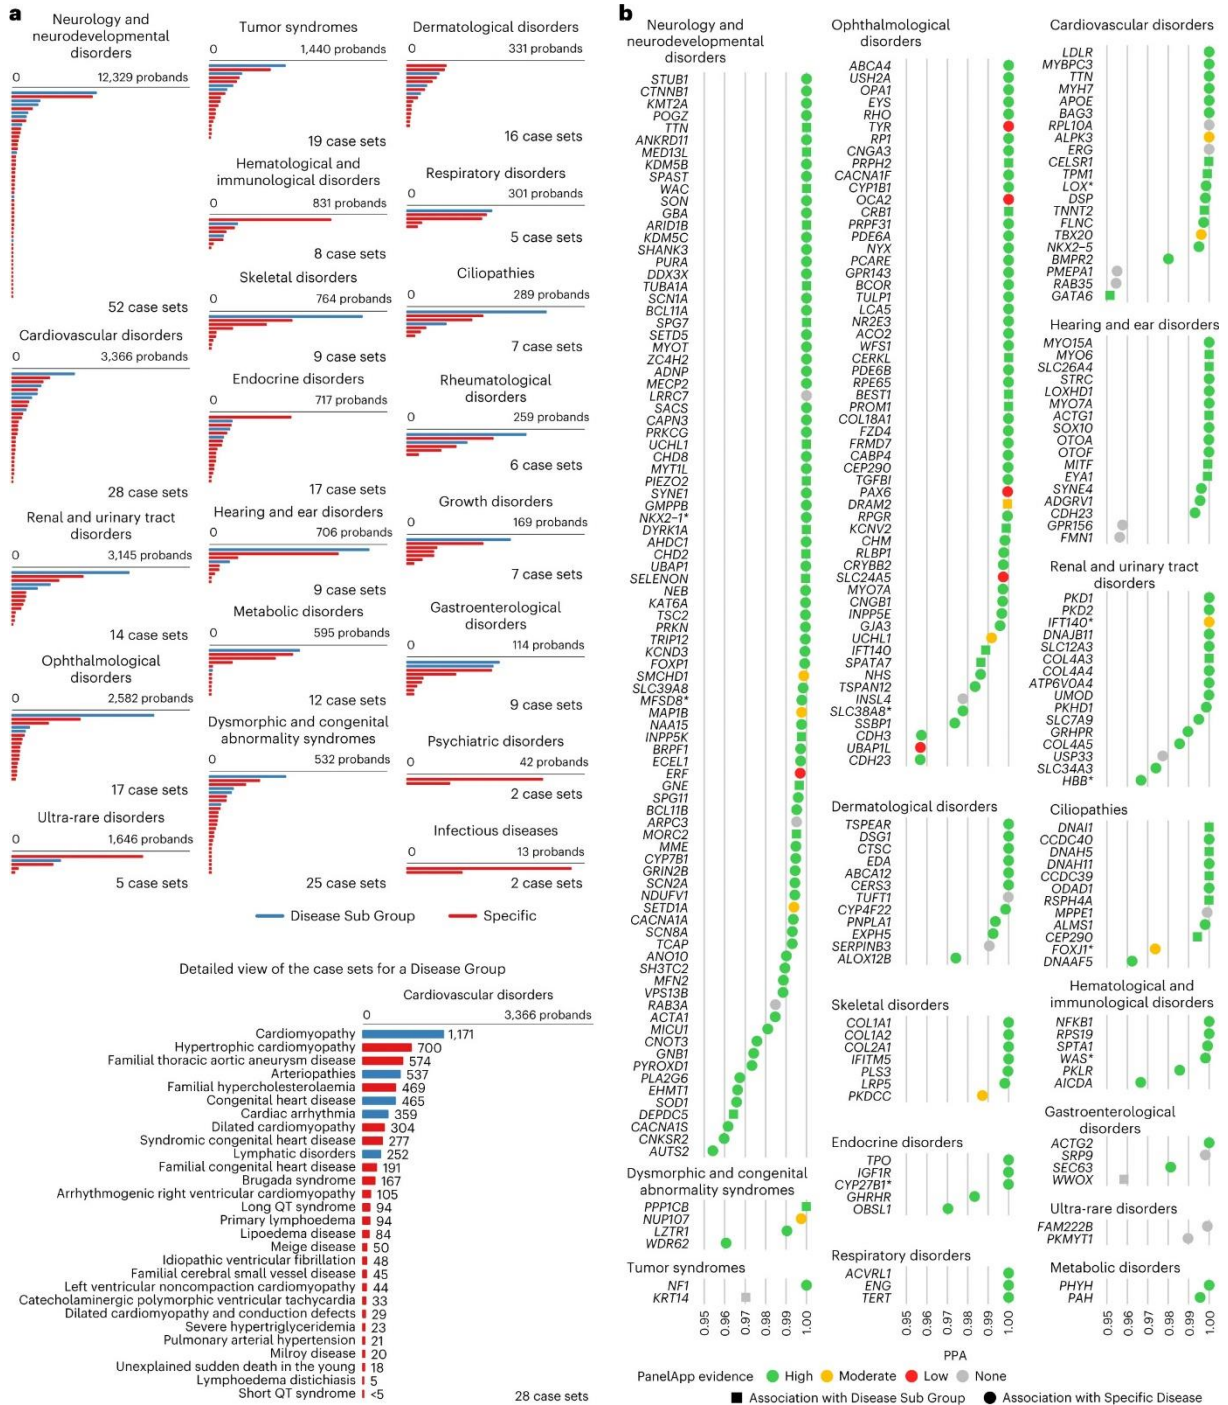 a
Neurology and
neurodevelopmental
disorders
0 12,329 probands
52 case sets
Cardiovascular disorders
0 3,366 probands
28 case sets
Renal and urinary tract
disorders
0 3,145 probands
14 case sets
Ophthalmological
disorders
0 2,582 probands
17 case sets
Ultra-rare disorders
0 1,646 probands
5 case sets
Tumor syndromes
0 1,440 probands
19 case sets
Hematological and
immunological disorders
0 831 probands
8 case sets
Skeletal disorders
0 764 probands
9 case sets
Endocrine disorders
0 717 probands
17 case sets
Hearing and ear disorders
0 706 probands
9 case sets
Metabolic disorders
0 595 probands
12 case sets
Dysmorphic and congenital
abnormality syndromes
0 532 probands
25 case sets
Dermatological disorders
0 331 probands
16 case sets
Respiratory disorders
0 301 probands
5 case sets
Ciliopathies
0 289 probands
7 case sets
Rheumatological
disorders
0 259 probands
6 case sets
Growth disorders
0 169 probands
7 case sets
Gastroenterological
disorders
0 114 probands
9 case sets
Psychiatric disorders
0 42 probands
2 case sets
Infectious diseases
0 13 probands
2 case sets
Disease Sub Group Specific
Detailed view of the case sets for a Disease Group
Cardiovascular disorders
0 3,366 probands
Cardiomyopathy 1,171
Hypertrophic cardiomyopathy 700
Familial thoracic aortic aneurysm disease 574
Arteriopathies 537
Familial hypercholesterolaemia 469
Congenital heart disease 465
Cardiac arrhythmia 359
Dilated cardiomyopathy 304
Syndromic congenital heart disease 277
Lymphatic disorders 252
Familial congenital heart disease 191
Brugada syndrome 167
Arrhythmogenic right ventricular cardiomyopathy 105
Long QT syndrome 94
Primary lymphoedema 94
Lipoedema disease 84
Meige disease 50
Idiopathic ventricular fibrillation 48
Familial cerebral small vessel disease 45
Left ventricular noncompaction cardiomyopathy 44
Catecholaminergic polymorphic ventricular tachycardia 33
Dilated cardiomyopathy and conduction defects 29
Severe hypertriglyceridemia 23
Pulmonary arterial hypertension 21
Milroy disease 20
Unexplained sudden death in the young 18
Lymphoedema distichiasis 5
Short QT syndrome <5
28 case sets
b
Neurology and
neurodevelopmental
disorders
STUB1
CTNNB1
KMT2A
POGZ
TTN
ANKRD11
MED13L
KDM5B
SPAST
WAC
SON
GBA
ARID1B
KDM5C
SHANK3
PURA
DDX3X
TUBA1A
SCN1A
BCL11A
SPG7
SETD5
MYOT
ZC4H2
ADNP
MECP2
LRRC7
SACS
CAPN3
PRKCG
UCHL1
CHD8
MYT1L
PIEZO2
SYNE1
GMPPB
NKX2-1*
DYRK1A
AHDC1
CHD2
UBAP1
SELENON
NEB
KAT6A
TSC2
PRKN
TRIP12
KCND3
FOXP1
SMCHD1
SLC39A8
MFSD8*
MAP1B
NAA15
INPP5K
BRPF1
ECEL1
ERF
GNE
SPG11
BCL11B
ARPC3
MORC2
MME
CYP7B1
GRIN2B
SCN2A
NDUFV1
SETD1A
CACNA1A
SCN8A
TCAP
ANO10
SH3TC2
MFN2
VPS13B
RAB3A
ACTA1
MICU1
CNOT3
GNB1
PYROXD1
PLA2G6
EHMT1
SOD1
DEPDC5
CACNA1S
CNKSR2
AUTS2
Dysmorphic and congenital
abnormality syndromes
PPP1CB
NUP107
LZTR1
WDR62
Tumor syndromes
NF1
KRT14
0.95 0.96 0.97 0.98 0.99 1.00
Ophthalmological
disorders
ABCA4
USH2A
OPA1
EYS
RHO
TYR
RP1
CNGA3
PRPH2
CACNA1F
CYP1B1
OCA2
CRB1
PRPF31
PDE6A
NYX
PCARE
GPR143
BCOR
TULP1
LCA5
NR2E3
ACO2
WFS1
CERKL
PDE6B
RPE65
BEST1
PROM1
COL18A1
FZD4
FRMD7
CABP4
CEP290
TGFBI
PAX6
DRAM2
RPGR
KCNV2
CHM
RLBP1
CRYBB2
SLC24A5
MYO7A
CNGB1
INPP5E
GJA3
UCHL1
IFT140
SPATA7
NHS
TSPAN12
INSL4
SLC38A8*
SSBP1
CDH3
UBAP1L
CDH23
Dermatological disorders
TSPEAR
DSG1
CTSC
EDA
ABCA12
CERS3
TUFT1
CYP4F22
PNPLA1
EXPH5
SERPINB3
ALOX12B
Skeletal disorders
COL1A1
COL1A2
COL2A1
IFITM5
PLS3
LRP5
PKDCC
Endocrine disorders
TPO
IGF1R
CYP27B1*
GHRHR
OBSL1
Respiratory disorders
ACVRL1
ENG
TERT
0.95 0.96 0.97 0.98 0.99 1.00
PPA
Cardiovascular disorders
LDLR
MYBPC3
TTN
MYH7
APOE
BAG3
RPL10A
ALPK3
ERG
CELSR1
TPM1
LOX*
DSP
TNNT2
FLNC
TBX20
NKX2-5
BMPR2
PMEPA1
RAB35
GATA6
Hearing and ear disorders
MYO15A
MYO6
SLC26A4
STRC
LOXHD1
MYO7A
ACTG1
SOX10
OTOA
OTOF
MITF
EYA1
SYNE4
ADGRV1
CDH23
GPR156
FMN1
Renal and urinary tract
disorders
PKD1
PKD2
IFT140*
DNAJB11
SLC12A3
COL4A3
COL4A4
ATP6V0A4
UMOD
PKHD1
SLC7A9
GRHPR
COL4A5
USP33
SLC34A3
HBB*
Ciliopathies
DNAI1
CCDC40
DNAH5
DNAH11
CCDC39
ODAD1
RSPH4A
MPPE1
ALMS1
CEP290
FOXJ1*
DNAAF5
Hematological and
immunological disorders
NFKB1
RPS19
SPTA1
WAS*
PKLR
AICDA
Gastroenterological
disorders
ACTG2
SRP9
SEC63
WWOX
Ultra-rare disorders
FAM222B
PKMYT1
Metabolic disorders
PHYH
PAH
0.95 0.96 0.97 0.98 0.99 1.00
PanelApp evidence High Moderate Low None
Association with Disease Sub Group Association with Specific Disease